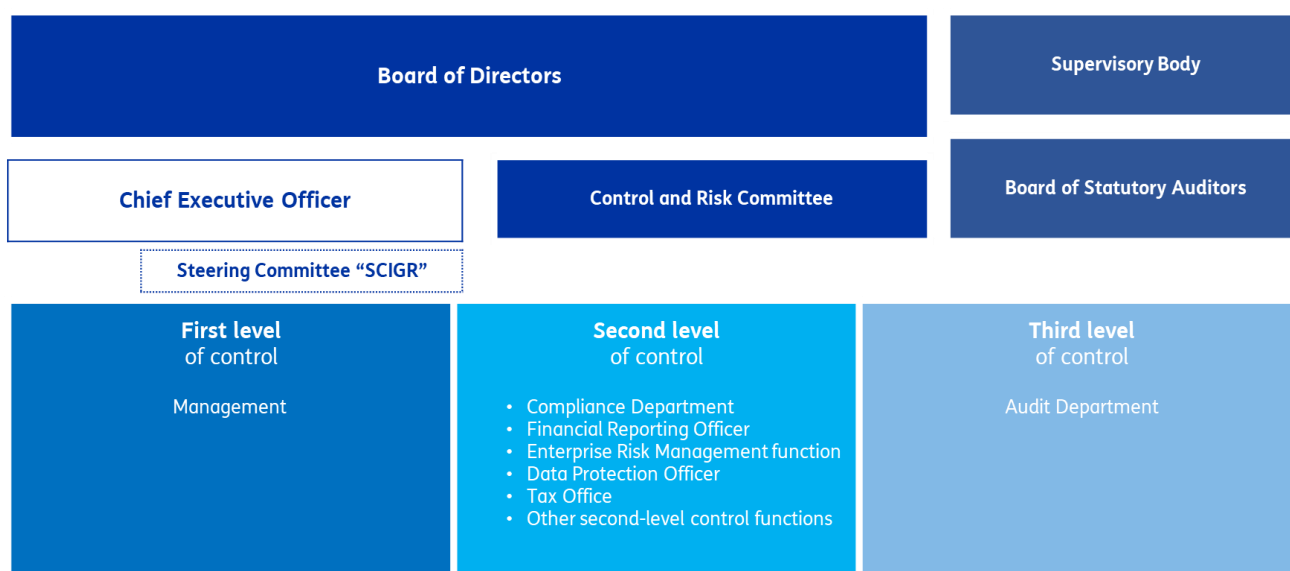 Board of Directors
Supervisory Body
Chief Executive Officer
Control and Risk Committee
Board of Statutory Auditors
Steering Committee “SCIGR”
First level
of control
Management
Second level
of control
• Compliance Department
• Financial Reporting Officer
• Enterprise Risk Management function
• Data Protection Officer
• Tax Office
• Other second-level control functions
Third level
of control
Audit Department